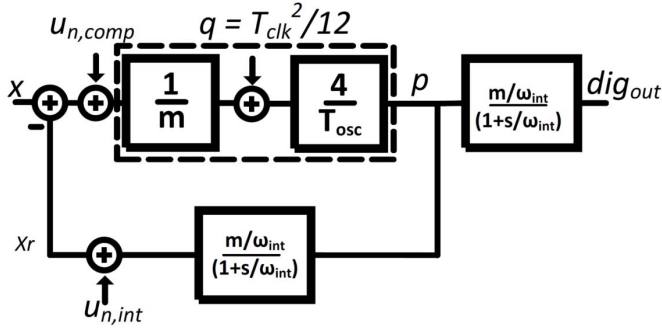 u_{n,comp}
q = T_{clk}^2/12
x
1
m
4
T_{osc}
p
m/ω_{int}
(1+s/ω_{int})
dig_{out}
Xr
m/ω_{int}
(1+s/ω_{int})
u_{n,int}